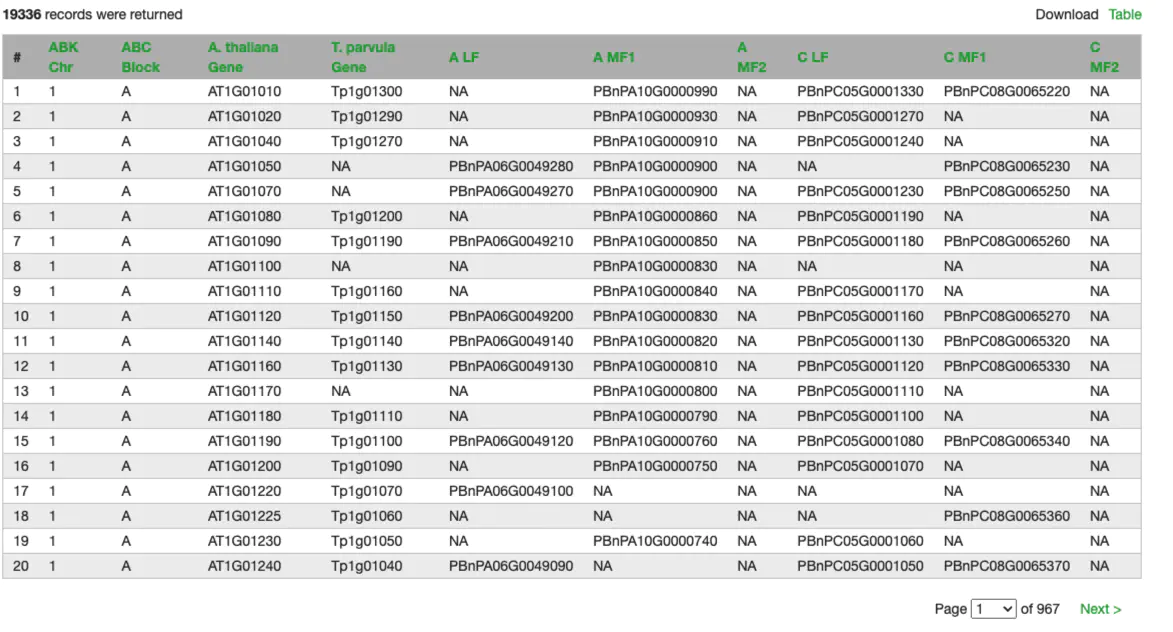 19336 records were returned Download Table
# ABK Chr ABC Block A. thaliana Gene T. parvula Gene A LF A MF1 A MF2 C LF C MF1 C MF2
1 1 A AT1G01010 Tp1g01300 NA PBnPA10G0000990 NA PBnPC05G0001330 PBnPC08G0065220 NA
2 1 A AT1G01020 Tp1g01290 NA PBnPA10G0000930 NA PBnPC05G0001270 NA NA
3 1 A AT1G01040 Tp1g01270 NA PBnPA10G0000910 NA PBnPC05G0001240 NA NA
4 1 A AT1G01050 NA PBnPA06G0049280 PBnPA10G0000900 NA NA PBnPC08G0065230 NA
5 1 A AT1G01070 NA PBnPA06G0049270 PBnPA10G0000900 NA PBnPC05G0001230 PBnPC08G0065250 NA
6 1 A AT1G01080 Tp1g01200 NA PBnPA10G0000860 NA PBnPC05G0001190 NA NA
7 1 A AT1G01090 Tp1g01190 PBnPA06G0049210 PBnPA10G0000850 NA PBnPC05G0001180 PBnPC08G0065260 NA
8 1 A AT1G01100 NA NA PBnPA10G0000830 NA NA NA NA
9 1 A AT1G01110 Tp1g01160 NA PBnPA10G0000840 NA PBnPC05G0001170 NA NA
10 1 A AT1G01120 Tp1g01150 PBnPA06G0049200 PBnPA10G0000830 NA PBnPC05G0001160 PBnPC08G0065270 NA
11 1 A AT1G01140 Tp1g01140 PBnPA06G0049140 PBnPA10G0000820 NA PBnPC05G0001130 PBnPC08G0065320 NA
12 1 A AT1G01160 Tp1g01130 PBnPA06G0049130 PBnPA10G0000810 NA PBnPC05G0001120 PBnPC08G0065330 NA
13 1 A AT1G01170 NA NA PBnPA10G0000800 NA PBnPC05G0001110 NA NA
14 1 A AT1G01180 Tp1g01110 NA PBnPA10G0000790 NA PBnPC05G0001100 NA NA
15 1 A AT1G01190 Tp1g01100 PBnPA06G0049120 PBnPA10G0000760 NA PBnPC05G0001080 PBnPC08G0065340 NA
16 1 A AT1G01200 Tp1g01090 NA PBnPA10G0000750 NA PBnPC05G0001070 NA NA
17 1 A AT1G01220 Tp1g01070 PBnPA06G0049100 NA NA NA NA NA
18 1 A AT1G01225 Tp1g01060 NA NA NA NA PBnPC08G0065360 NA
19 1 A AT1G01230 Tp1g01050 NA PBnPA10G0000740 NA PBnPC05G0001060 NA NA
20 1 A AT1G01240 Tp1g01040 PBnPA06G0049090 NA NA PBnPC05G0001050 PBnPC08G0065370 NA
Page 1 of 967 Next >